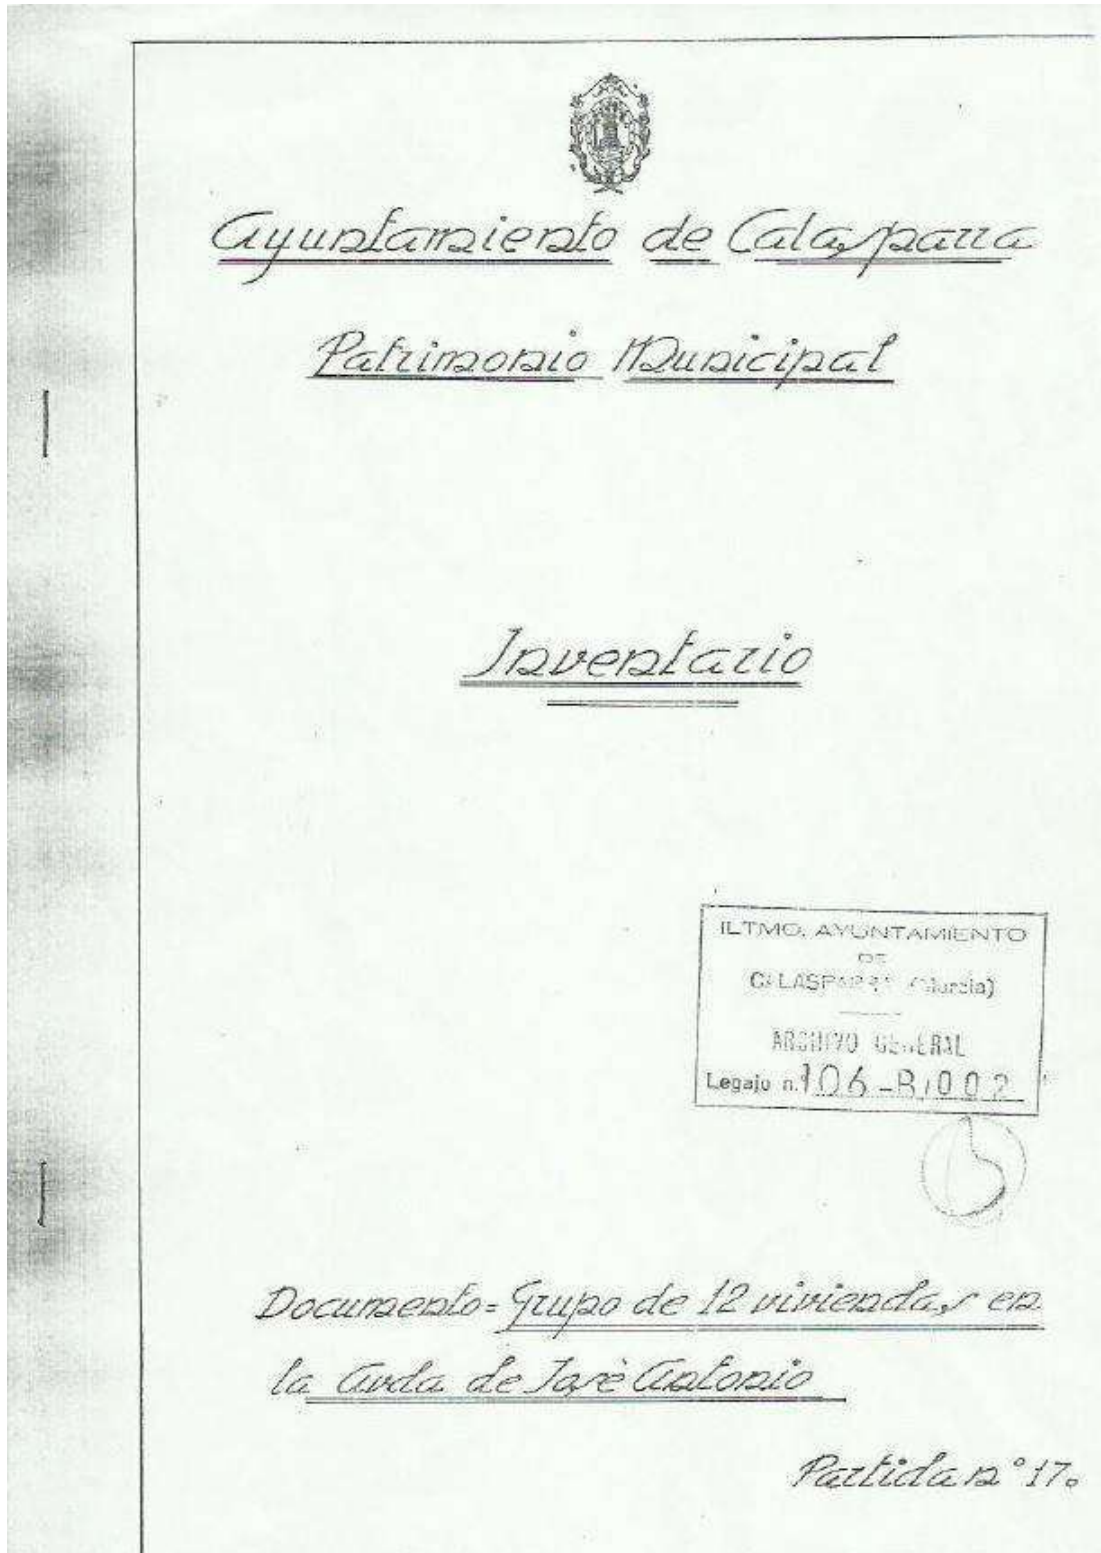 Ayuntamiento de Calasparra
Patrimonio Municipal
Inventario
ILTMO. AYUNTAMIENTO
DE
CALASPARRA (Murcia)
ARCHIVO GENERAL
Legajo n. 106-B/002
Documento = Grupo de 12 viviendas en
la Avda de José Antonio
Partida nº 17.